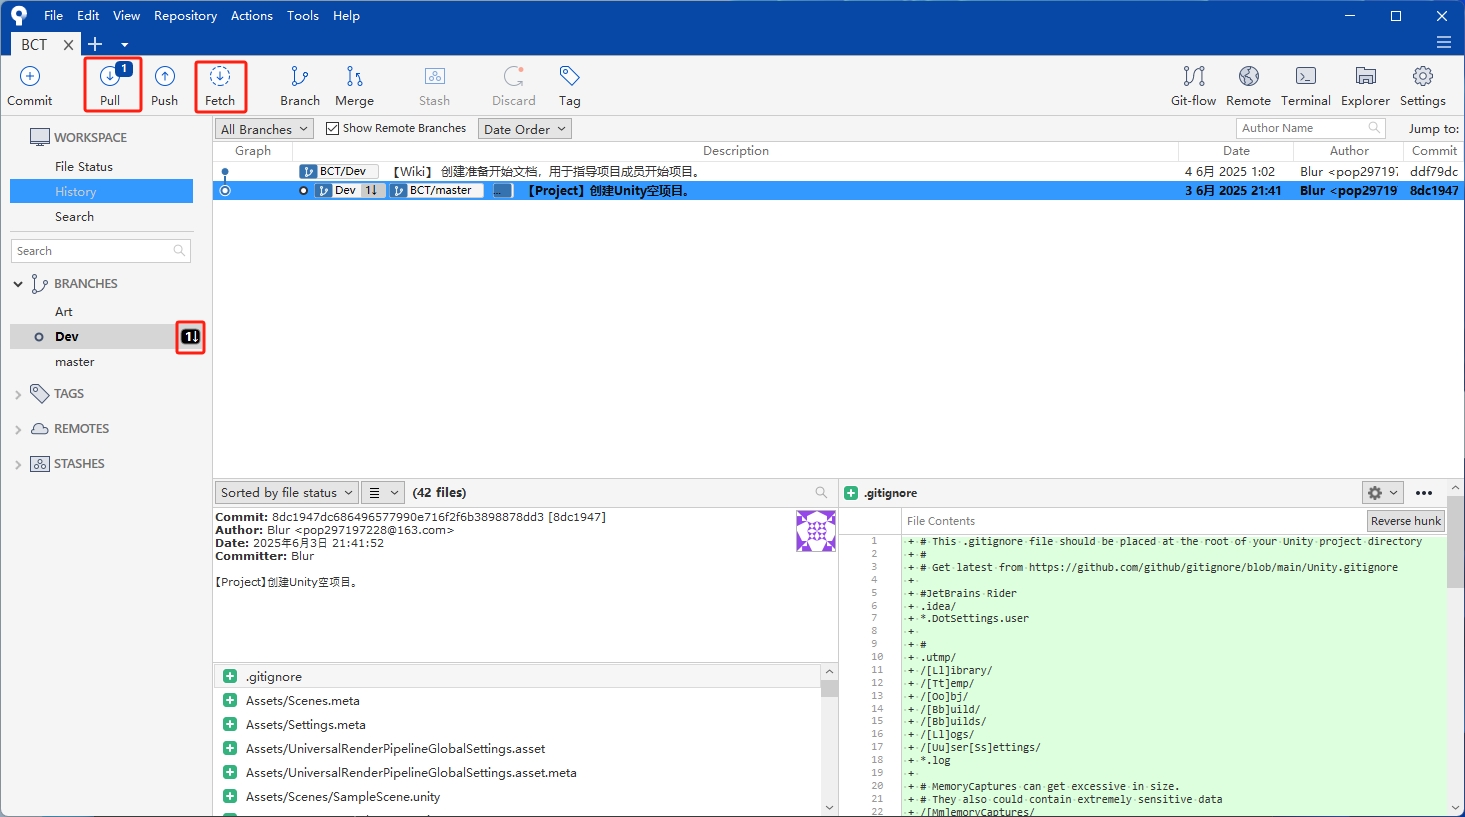 File Edit View Repository Actions Tools Help
BCT
1
Commit Pull Push Fetch Branch Merge Stash Discard Tag Git-flow Remote Terminal Explorer Settings
WORKSPACE
File Status
History
Search
Search
BRANCHES
Art
Dev 1↓
master
TAGS
REMOTES
STASHES
All Branches Show Remote Branches Date Order Author Name Jump to:
Graph Description Date Author Commit
BCT/Dev 【Wiki】 创建准备开始文档，用于指导项目成员开始项目。 4 6月 2025 1:02 Blur <pop297197 ddf79dc
Dev 1↓ BCT/master ... 【Project】创建Unity空项目。 3 6月 2025 21:41 Blur <pop29719 8dc1947
Sorted by file status (42 files)
Commit: 8dc1947dc686496577990e716f2f6b3898878dd3 [8dc1947]
Author: Blur <pop297197228@163.com>
Date: 2025年6月3日 21:41:52
Committer: Blur
【Project】创建Unity空项目。
.gitignore
Assets/Scenes.meta
Assets/Settings.meta
Assets/UniversalRenderPipelineGlobalSettings.asset
Assets/UniversalRenderPipelineGlobalSettings.asset.meta
Assets/Scenes/SampleScene.unity
.gitignore
File Contents Reverse hunk
1 + # This .gitignore file should be placed at the root of your Unity project directory
2 + #
3 + # Get latest from https://github.com/github/gitignore/blob/main/Unity.gitignore
4 +
5 + #JetBrains Rider
6 + .idea/
7 + *.DotSettings.user
8 +
9 + #
10 + .utmp/
11 + /[Ll]ibrary/
12 + /[Tt]emp/
13 + /[Oo]bj/
14 + /[Bb]uild/
15 + /[Bb]uilds/
16 + /[Ll]ogs/
17 + /[Uu]ser[Ss]ettings/
18 + *.log
19 +
20 + # MemoryCaptures can get excessive in size.
21 + # They also could contain extremely sensitive data
22 + /[Mm]emoryCaptures/